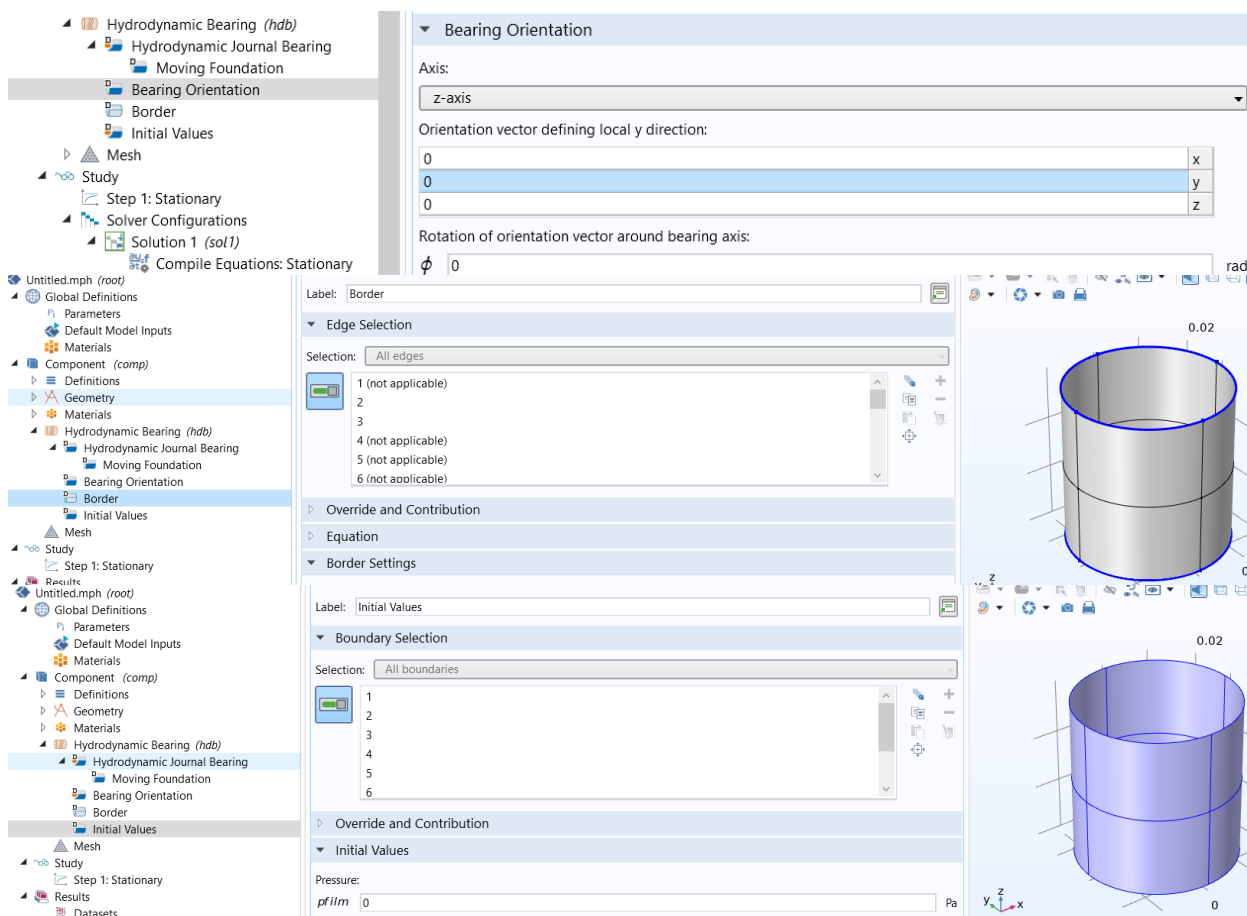 Hydrodynamic Bearing (hdb)
Hydrodynamic Journal Bearing
Moving Foundation
Bearing Orientation
Border
Initial Values
Mesh
Study
Step 1: Stationary
Solver Configurations
Solution 1 (sol1)
Compile Equations: Stationary
Bearing Orientation
Axis:
z-axis
Orientation vector defining local y direction:
0 x
0 y
0 z
Rotation of orientation vector around bearing axis:
ϕ 0 rad
Untitled.mph (root)
Global Definitions
Pi Parameters
Default Model Inputs
Materials
Component (comp)
Definitions
Geometry
Materials
Hydrodynamic Bearing (hdb)
Hydrodynamic Journal Bearing
Moving Foundation
Bearing Orientation
Border
Initial Values
Mesh
Study
Step 1: Stationary
Results
Label: Border
Edge Selection
Selection: All edges
1 (not applicable)
2
3
4 (not applicable)
5 (not applicable)
6 (not applicable)
Override and Contribution
Equation
Border Settings
0.02
0
z
Untitled.mph (root)
Global Definitions
Pi Parameters
Default Model Inputs
Materials
Component (comp)
Definitions
Geometry
Materials
Hydrodynamic Bearing (hdb)
Hydrodynamic Journal Bearing
Moving Foundation
Bearing Orientation
Border
Initial Values
Mesh
Study
Step 1: Stationary
Results
Datasets
Label: Initial Values
Boundary Selection
Selection: All boundaries
1
2
3
4
5
6
Override and Contribution
Initial Values
Pressure:
pfilm 0 Pa
0.02
z
y x
0